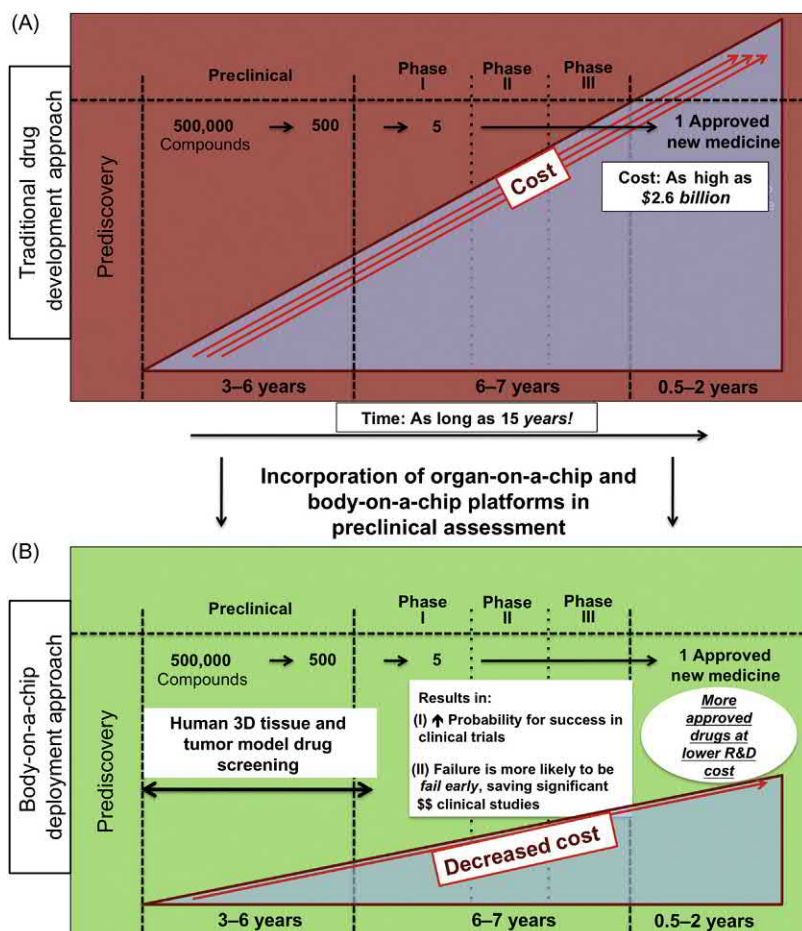 (A)
Traditional drug
development approach
Prediscovery
Preclinical
Phase
I
Phase
II
Phase
III
500,000
Compounds
500
5
1 Approved
new medicine
Cost
Cost: As high as
$2.6 billion
3–6 years
6–7 years
0.5–2 years
Time: As long as 15 years!
Incorporation of organ-on-a-chip and
body-on-a-chip platforms in
preclinical assessment
(B)
Body-on-a-chip
deployment approach
Prediscovery
Preclinical
Phase
I
Phase
II
Phase
III
500,000
Compounds
500
5
1 Approved
new medicine
Human 3D tissue and
tumor model drug
screening
Results in:
(I) ↑ Probability for success in
clinical trials
(II) Failure is more likely to be
fail early, saving significant
$$ clinical studies
More
approved
drugs at
lower R&D
cost
Decreased cost
3–6 years
6–7 years
0.5–2 years